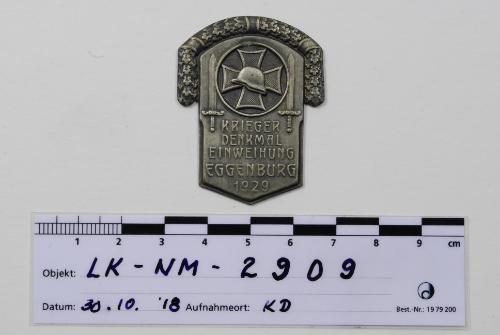 KRIEGER
DENKMAL
EINWEIHUNG
EGGENBURG
1929
1 2 3 4 5 6 7 8 9 cm
Objekt: LK-NM-2909
Datum: 30.10.'18 Aufnahmeort: KD
Best.-Nr.: 19 79 200